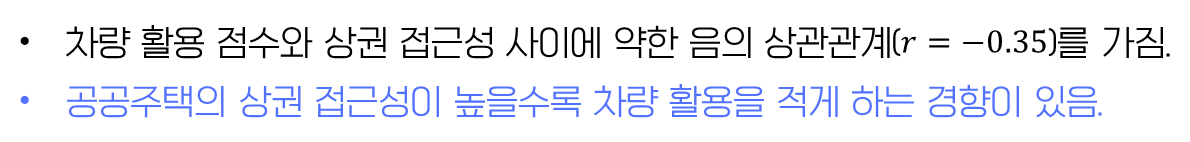 • 차량 활용 점수와 상권 접근성 사이에 약한 음의 상관관계(r = −0.35)를 가짐.
• 공공주택의 상권 접근성이 높을수록 차량 활용을 적게 하는 경향이 있음.